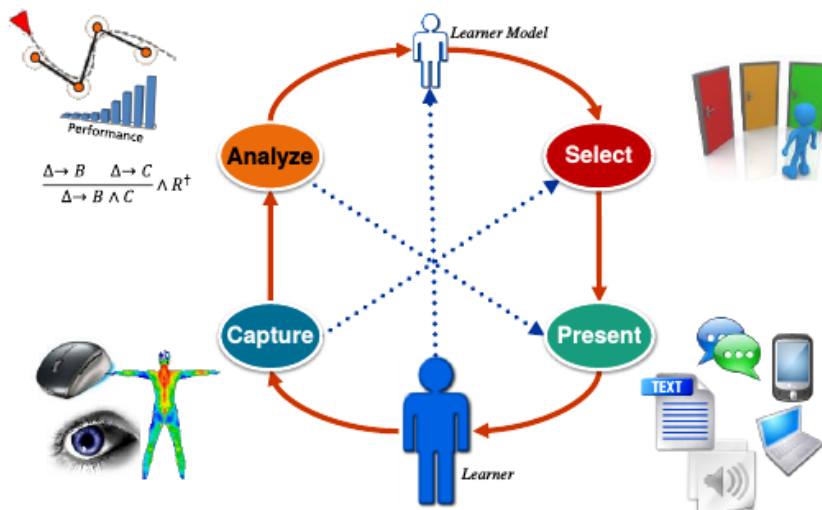 Learner Model
Performance
Analyze
Select
Δ→ B Δ→ C
Δ→ B ∧ C
∧ R†
Capture
Present
TEXT
Learner